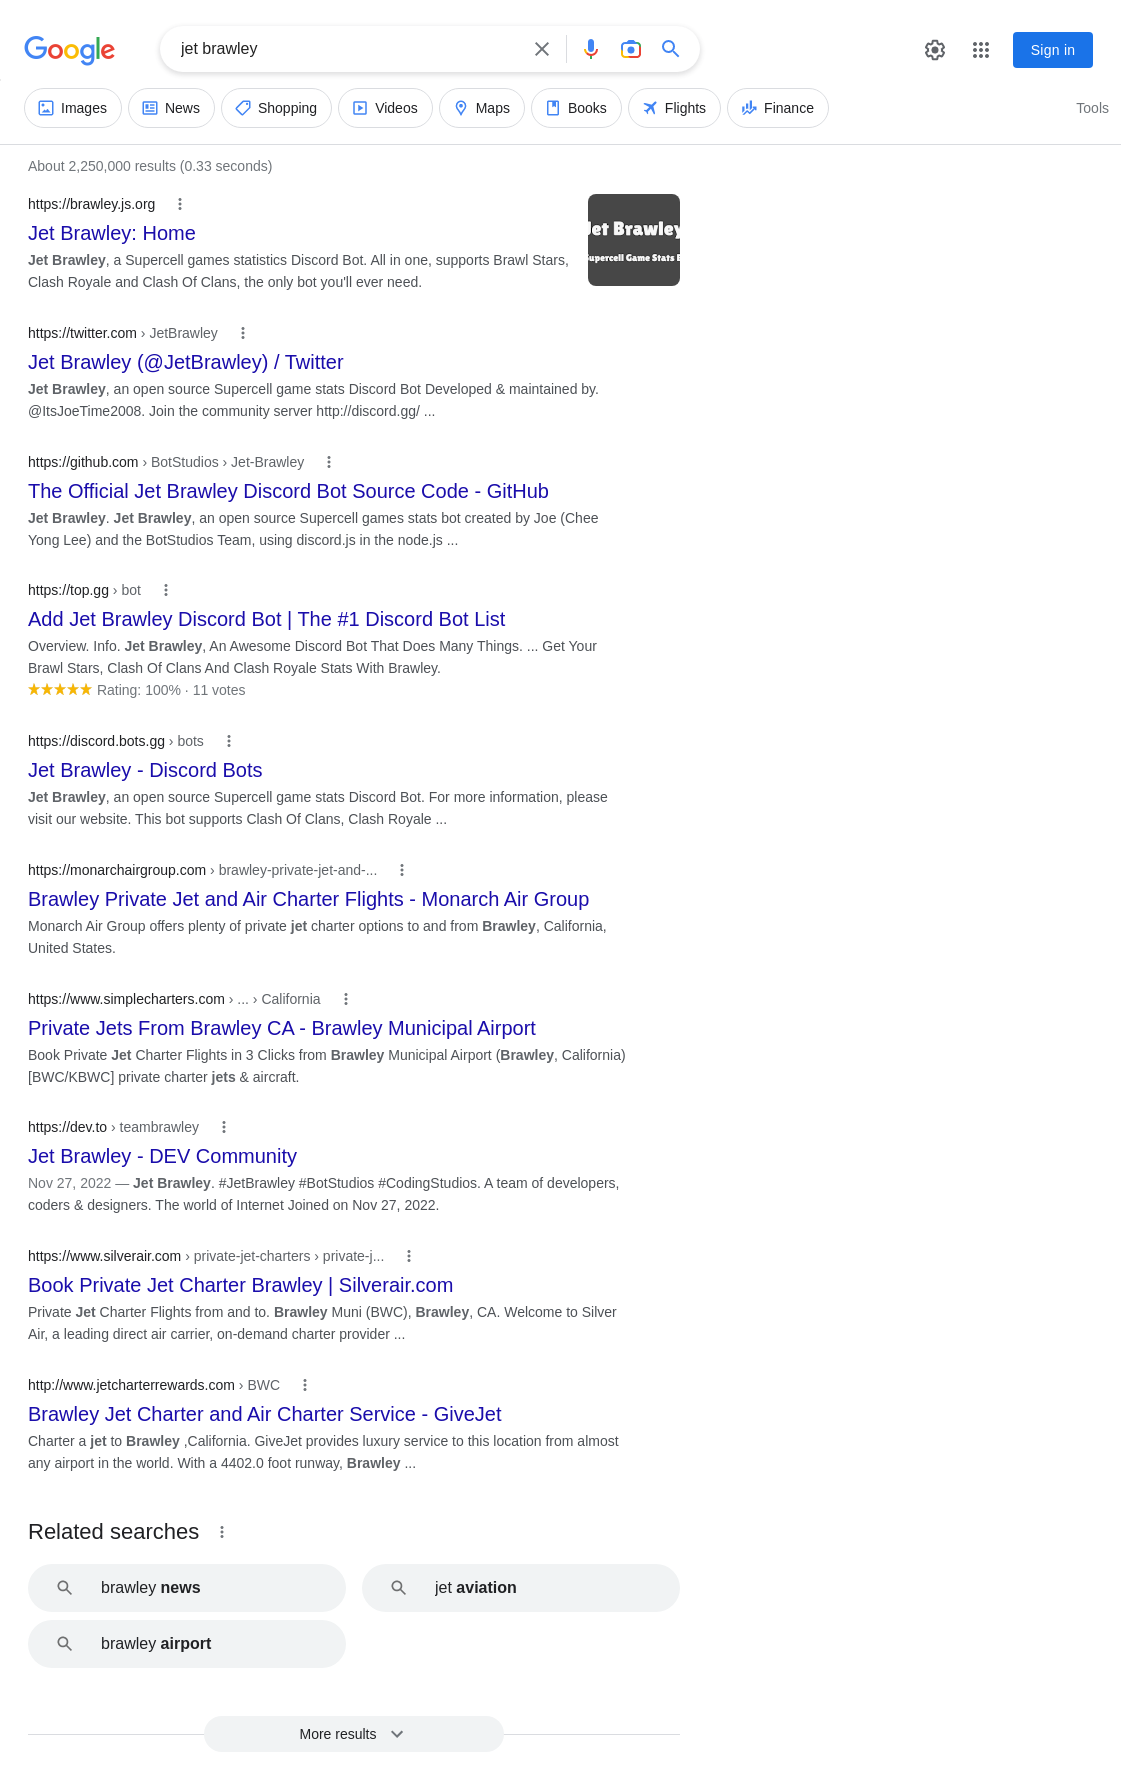 Google
jet brawley
Sign in
Images
News
Shopping
Videos
Maps
Books
Flights
Finance
Tools
About 2,250,000 results (0.33 seconds)
https://brawley.js.org
Jet Brawley: Home
Jet Brawley, a Supercell games statistics Discord Bot. All in one, supports Brawl Stars,
Clash Royale and Clash Of Clans, the only bot you'll ever need.
Jet Brawley
Supercell Game Stats B
https://twitter.com › JetBrawley
Jet Brawley (@JetBrawley) / Twitter
Jet Brawley, an open source Supercell game stats Discord Bot Developed & maintained by.
@ItsJoeTime2008. Join the community server http://discord.gg/ ...
https://github.com › BotStudios › Jet-Brawley
The Official Jet Brawley Discord Bot Source Code - GitHub
Jet Brawley. Jet Brawley, an open source Supercell games stats bot created by Joe (Chee
Yong Lee) and the BotStudios Team, using discord.js in the node.js ...
https://top.gg › bot
Add Jet Brawley Discord Bot | The #1 Discord Bot List
Overview. Info. Jet Brawley, An Awesome Discord Bot That Does Many Things. ... Get Your
Brawl Stars, Clash Of Clans And Clash Royale Stats With Brawley.
Rating: 100% · 11 votes
https://discord.bots.gg › bots
Jet Brawley - Discord Bots
Jet Brawley, an open source Supercell game stats Discord Bot. For more information, please
visit our website. This bot supports Clash Of Clans, Clash Royale ...
https://monarchairgroup.com › brawley-private-jet-and-...
Brawley Private Jet and Air Charter Flights - Monarch Air Group
Monarch Air Group offers plenty of private jet charter options to and from Brawley, California,
United States.
https://www.simplecharters.com › ... › California
Private Jets From Brawley CA - Brawley Municipal Airport
Book Private Jet Charter Flights in 3 Clicks from Brawley Municipal Airport (Brawley, California)
[BWC/KBWC] private charter jets & aircraft.
https://dev.to › teambrawley
Jet Brawley - DEV Community
Nov 27, 2022 — Jet Brawley. #JetBrawley #BotStudios #CodingStudios. A team of developers,
coders & designers. The world of Internet Joined on Nov 27, 2022.
https://www.silverair.com › private-jet-charters › private-j...
Book Private Jet Charter Brawley | Silverair.com
Private Jet Charter Flights from and to. Brawley Muni (BWC), Brawley, CA. Welcome to Silver
Air, a leading direct air carrier, on-demand charter provider ...
http://www.jetcharterrewards.com › BWC
Brawley Jet Charter and Air Charter Service - GiveJet
Charter a jet to Brawley ,California. GiveJet provides luxury service to this location from almost
any airport in the world. With a 4402.0 foot runway, Brawley ...
Related searches
brawley news
jet aviation
brawley airport
More results